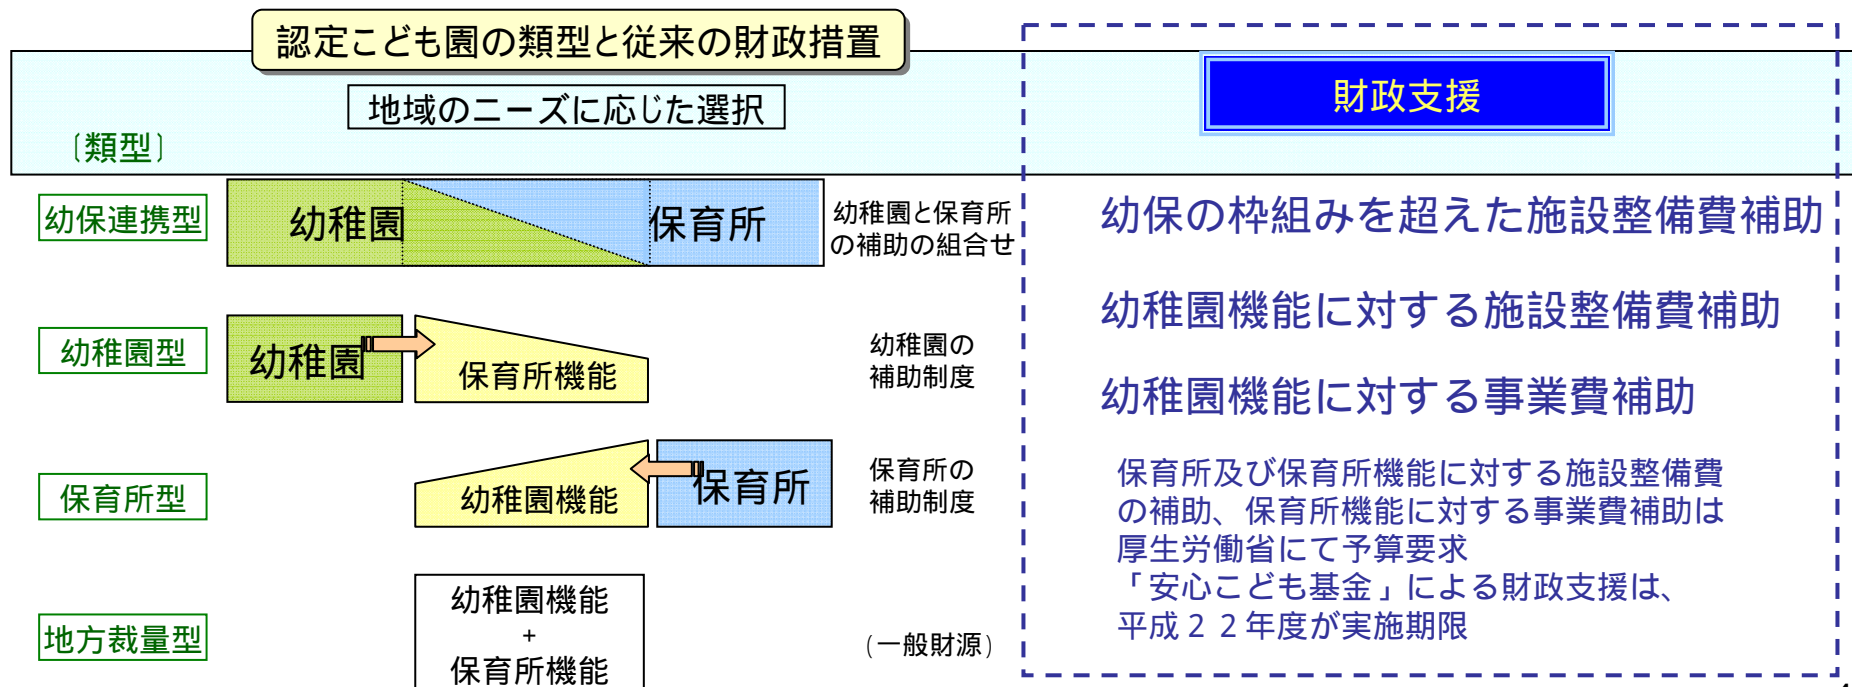 認定こども園の類型と従来の財政措置
地域のニーズに応じた選択
財政支援
〔類型〕
幼保連携型
幼稚園
保育所
幼稚園と保育所
の補助の組合せ
幼保の枠組みを超えた施設整備費補助
幼稚園機能に対する施設整備費補助
幼稚園型
幼稚園
保育所機能
幼稚園の
補助制度
幼稚園機能に対する事業費補助
保育所型
幼稚園機能
保育所
保育所の
補助制度
保育所及び保育所機能に対する施設整備費
の補助、保育所機能に対する事業費補助は
厚生労働省にて予算要求
「安心こども基金」による財政支援は、
平成22年度が実施期限
地方裁量型
幼稚園機能
+
保育所機能
(一般財源)